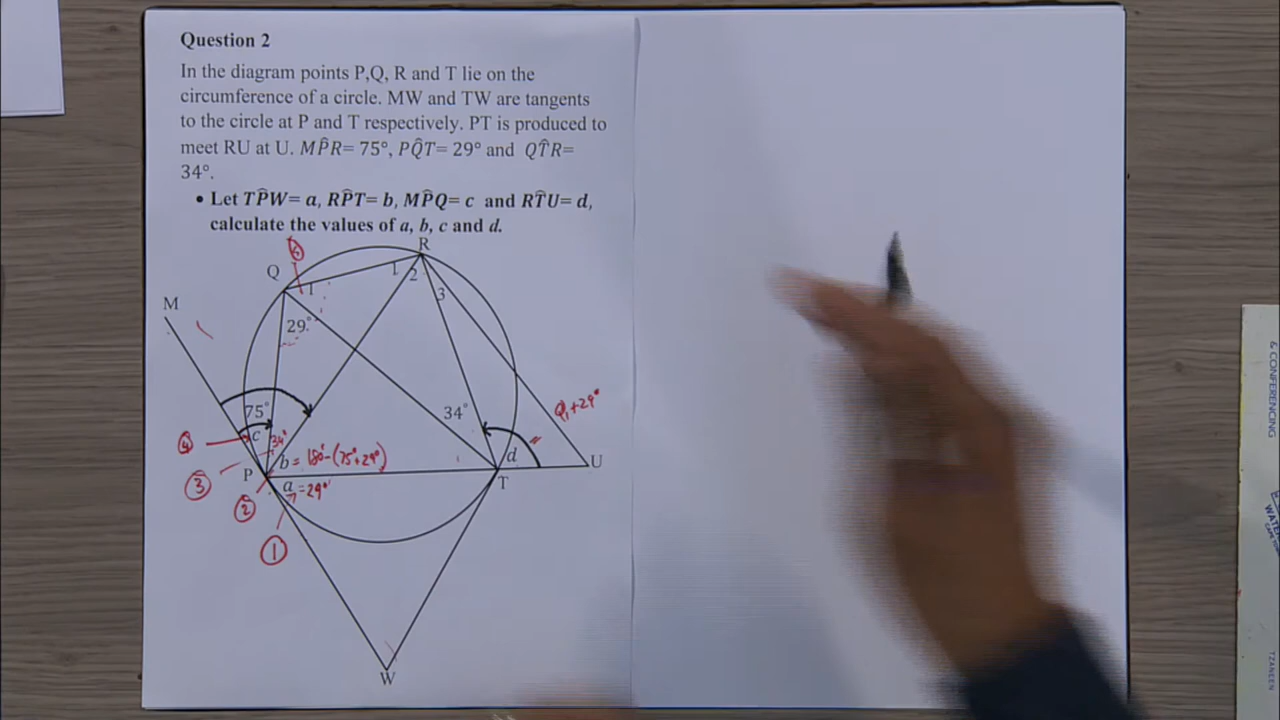 Question 2
In the diagram points P,Q, R and T lie on the
circumference of a circle. MW and TW are tangents
to the circle at P and T respectively. PT is produced to
meet RU at U. MP̂R= 75°, PQ̂T= 29° and QT̂R=
34°.
• Let TP̂W= a, RP̂T= b, MP̂Q= c and RT̂U= d,
calculate the values of a, b, c and d.
R
Q
1
1
2
3
M
29°
75°
34°
Q₁+29°
c
4
34°
b = 180°-(75°+29°)
d
U
3
P
a = 29°
T
2
1
W
& CONFERENCING
TZANEEN